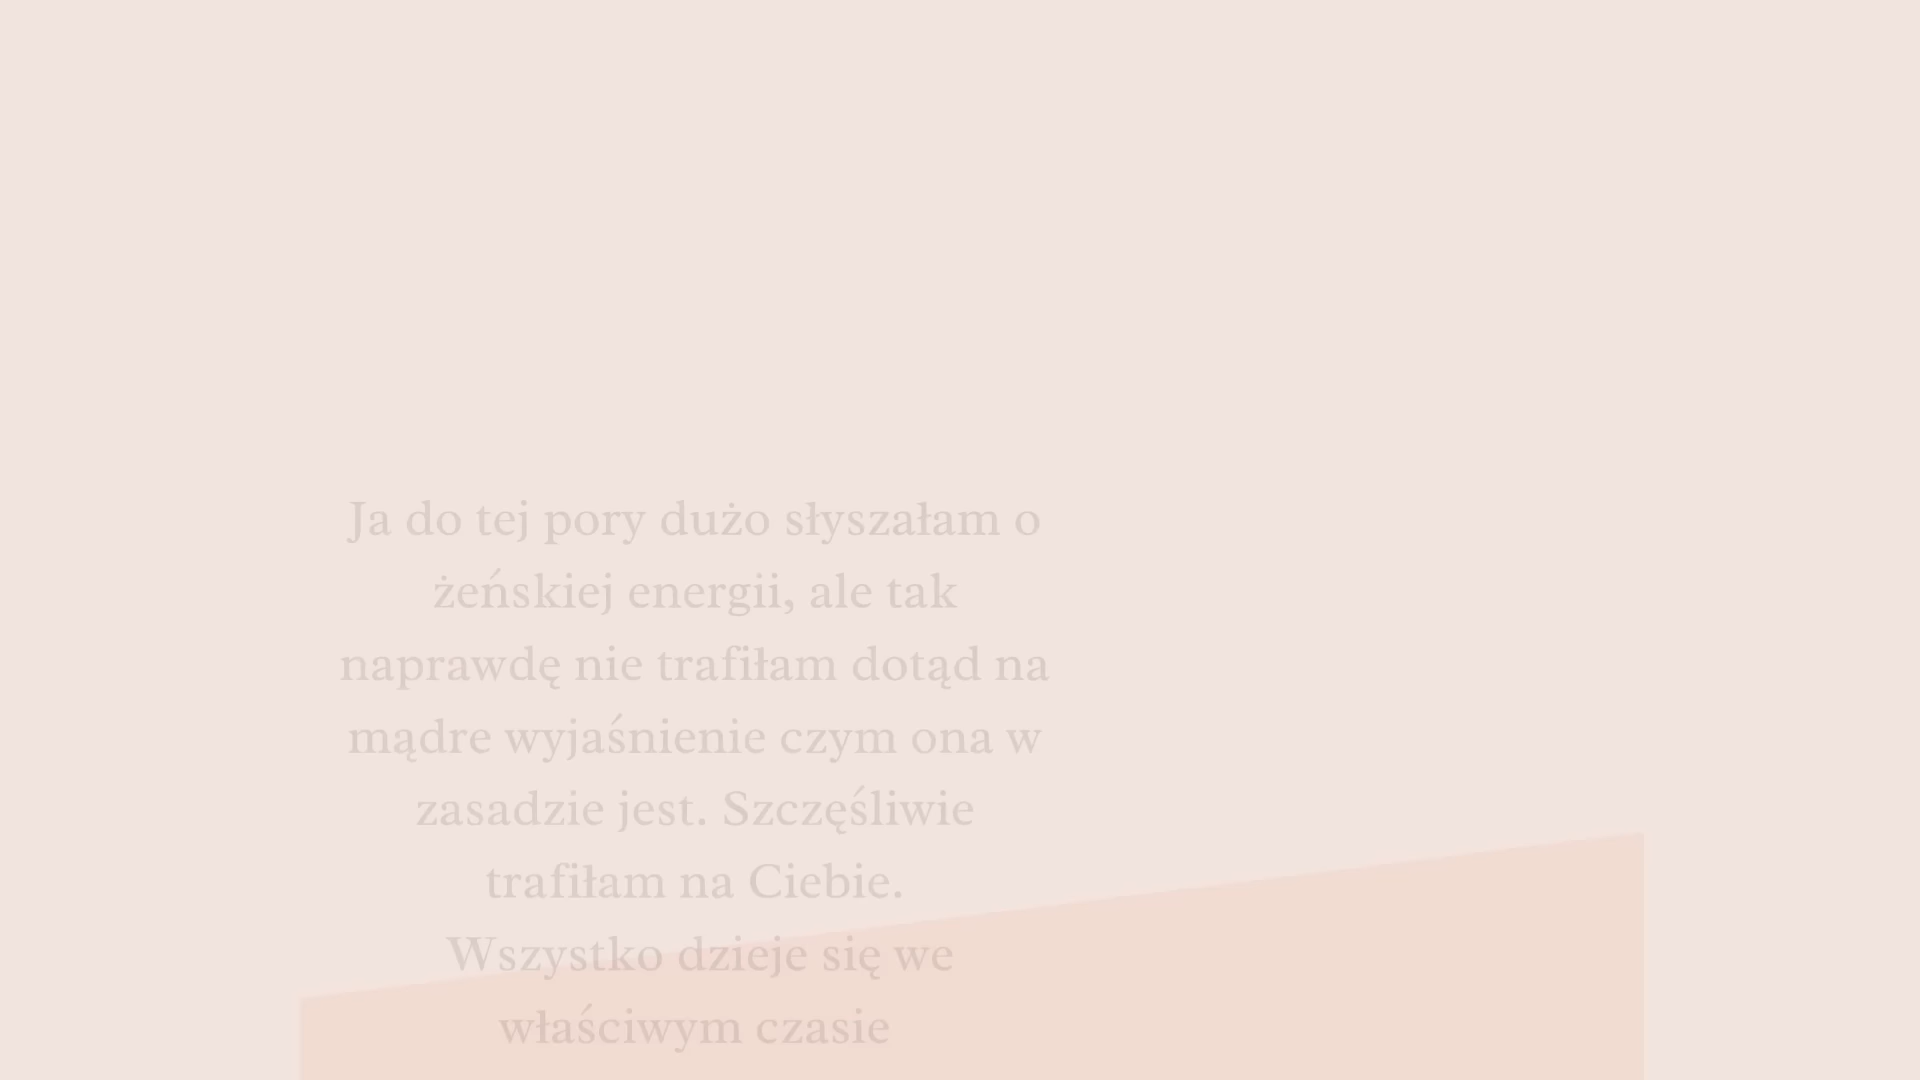 Ja do tej pory dużo słyszałam o
żeńskiej energii, ale tak
naprawdę nie trafiłam dotąd na
mądre wyjaśnienie czym ona w
zasadzie jest. Szczęśliwie
trafiłam na Ciebie.
Wszystko dzieje się we
właściwym czasie